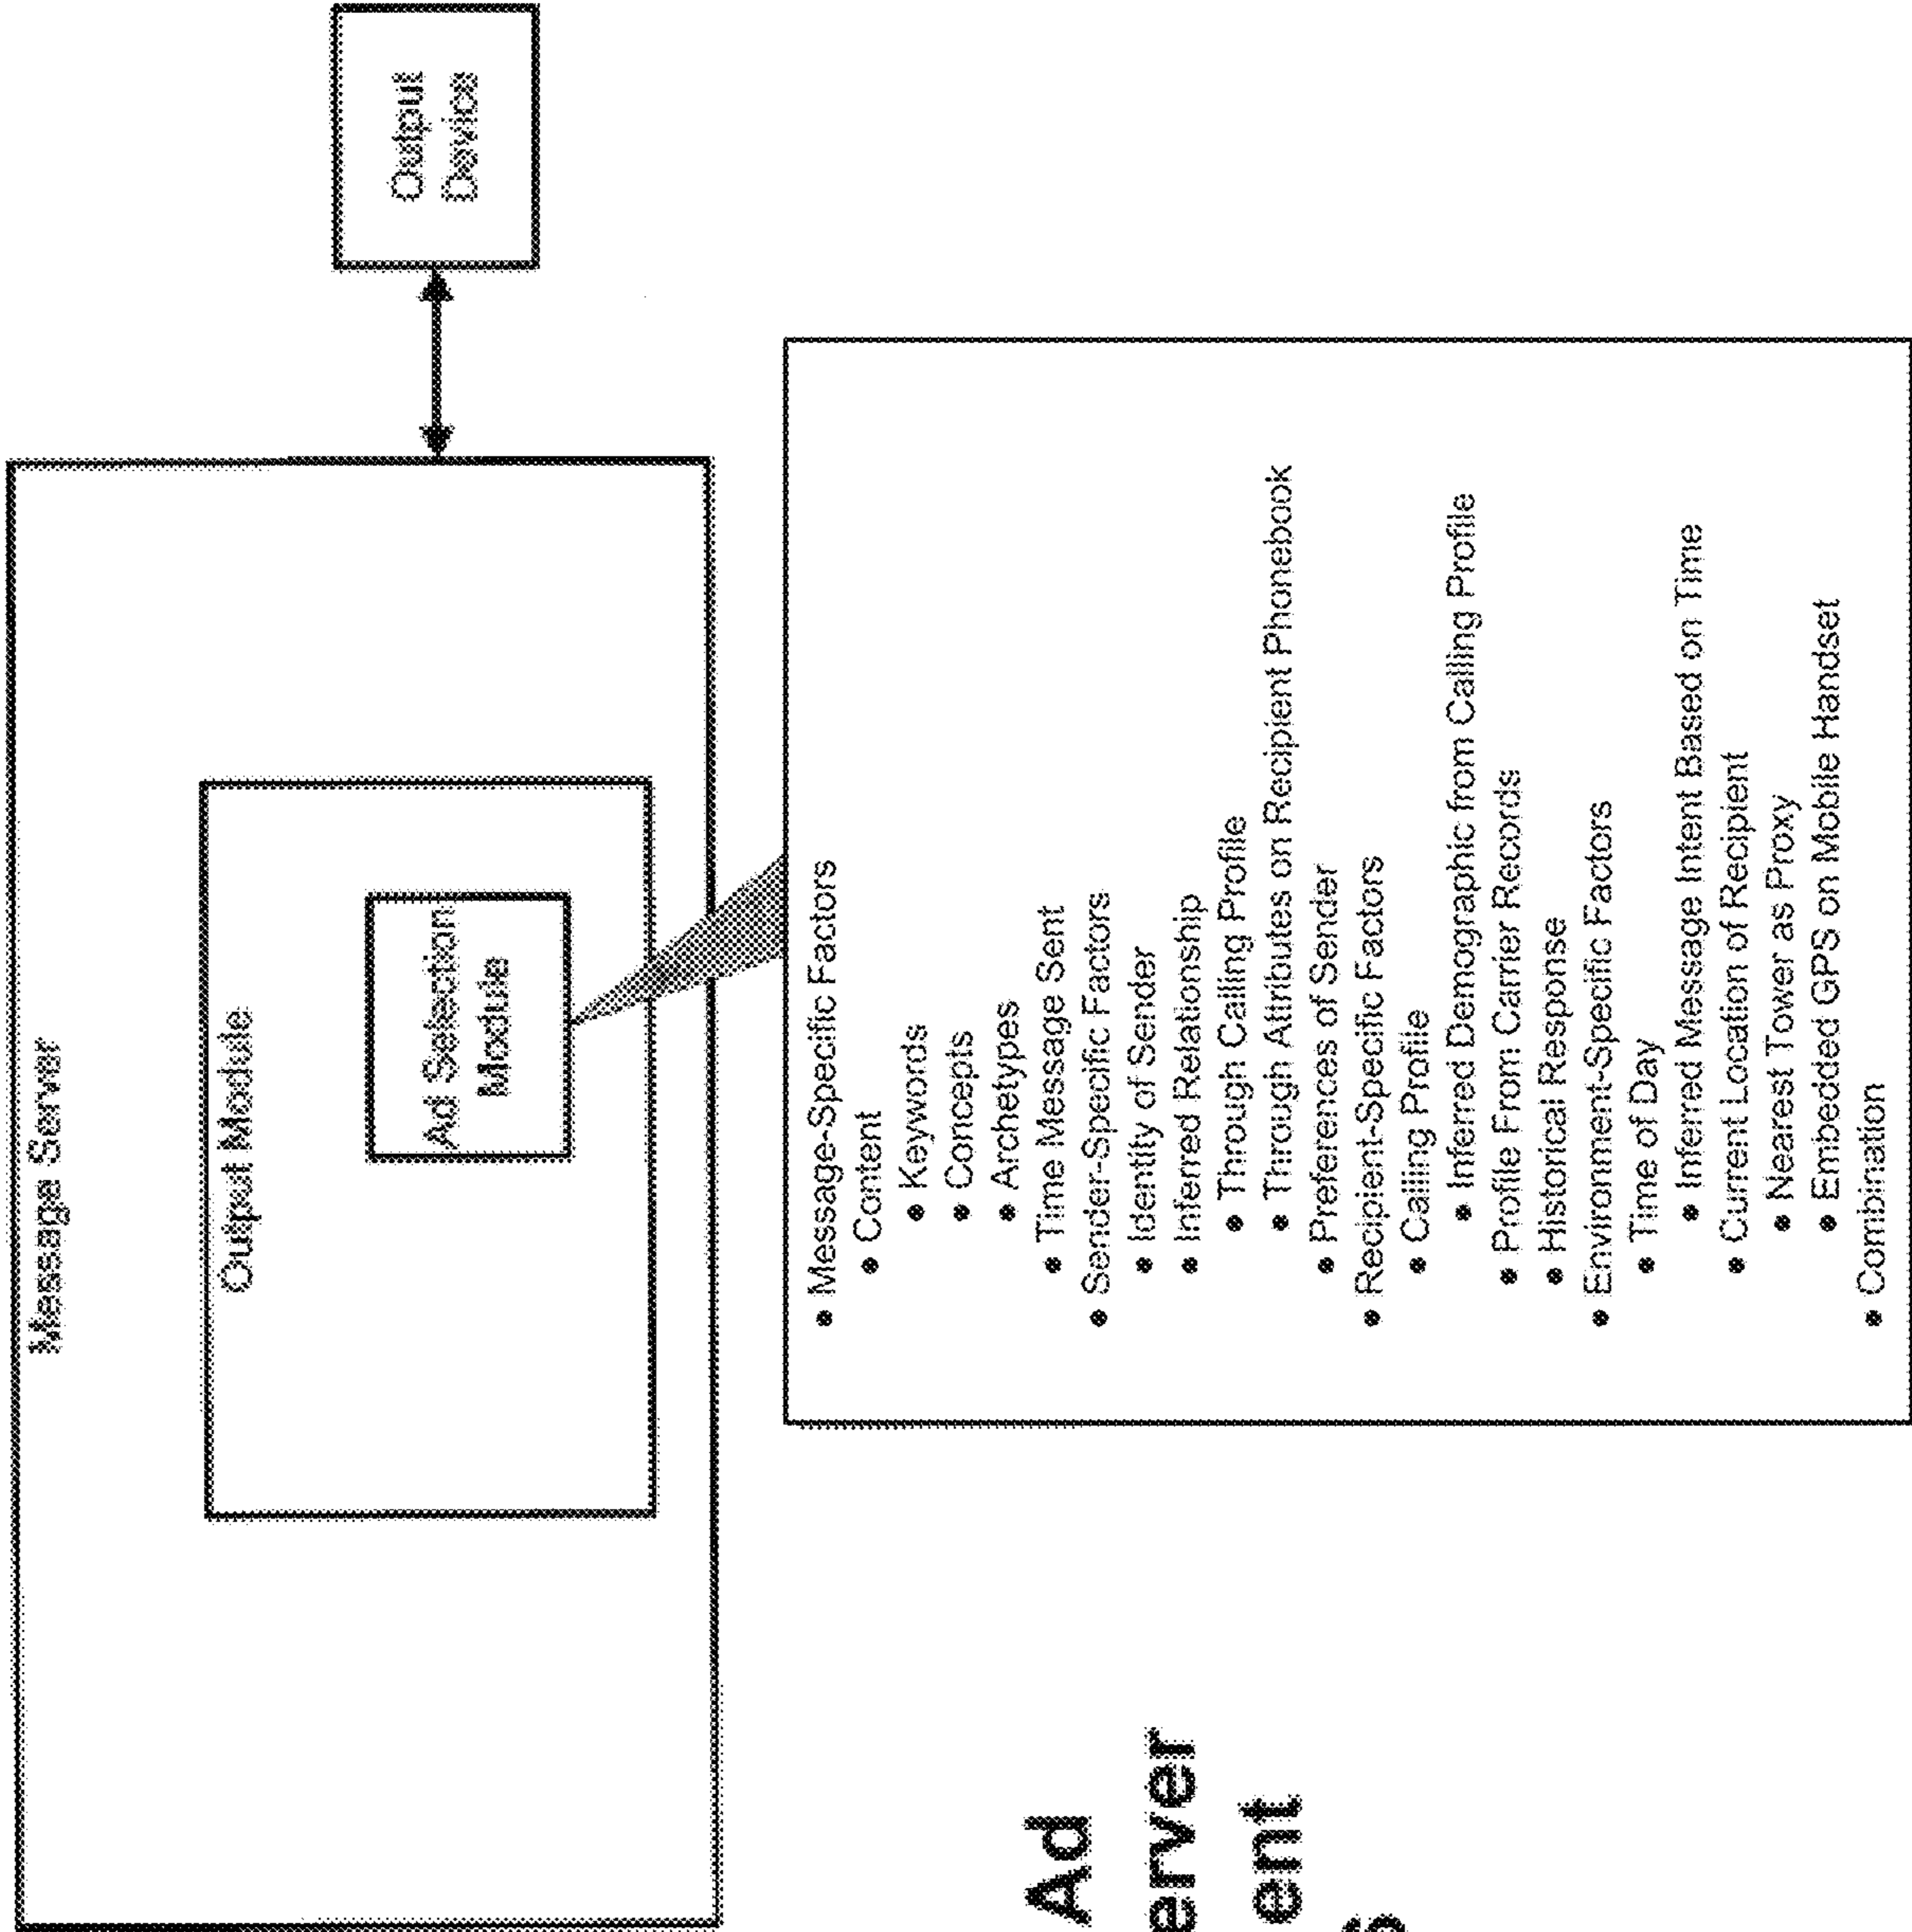 Message Server
Output Module
Ad Selection
Module
Output
Device
• Message-Specific Factors
• Content
• Keywords
• Concepts
• Archetypes
• Time Message Sent
• Sender-Specific Factors
• Identity of Sender
• Inferred Relationship
• Through Calling Profile
• Through Attributes on Recipient Phonebook
• Preferences of Sender
• Recipient-Specific Factors
• Calling Profile
• Inferred Demographic from Calling Profile
• Profile From Carrier Records
• Historical Response
• Environment-Specific Factors
• Time of Day
• Inferred Message Intent Based on Time
• Current Location of Recipient
• Nearest Tower as Proxy
• Embedded GPS on Mobile Handset
• Combination
Ad